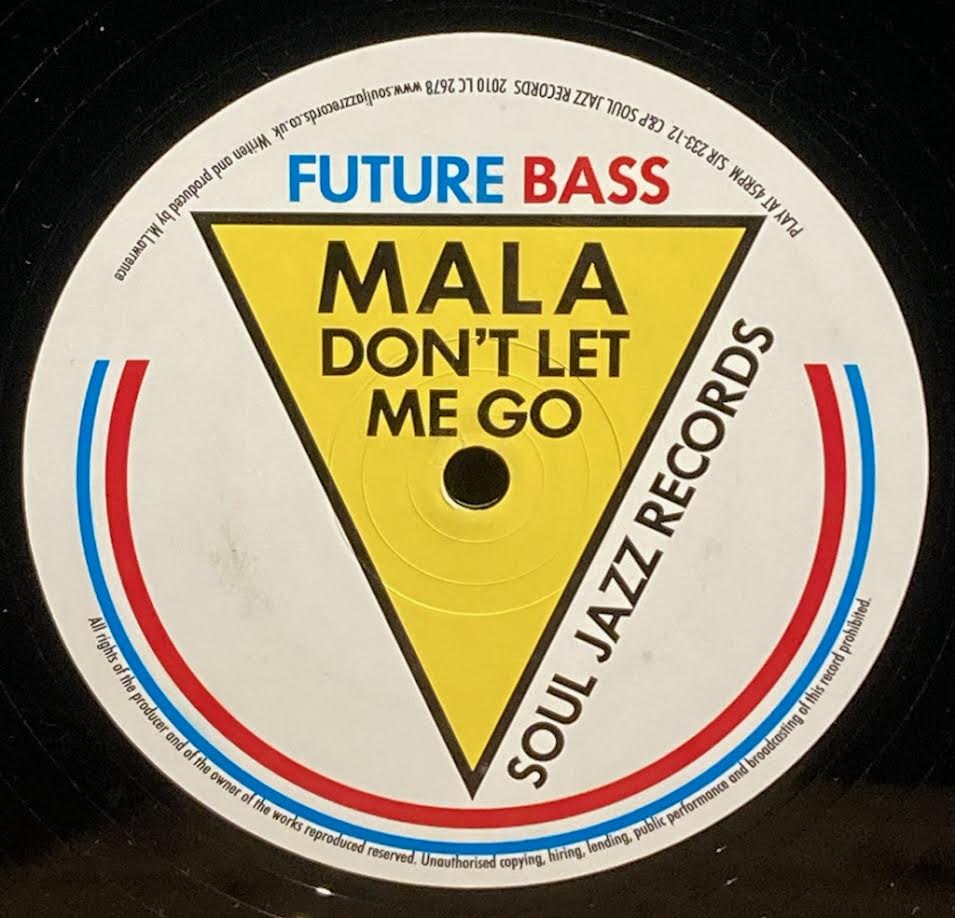 PLAY AT 45RPM SJR 233-12 C&P SOUL JAZZ RECORDS 2010 LC 2678 www.souljazzrecords.co.uk Writen and produced by M.Lawrence
FUTURE BASS
MALA
DON'T LET
ME GO
SOUL JAZZ RECORDS
All rights of the producer and of the owner of the works reproduced reserved. Unauthorised copying, hiring, lending, public performance and broadcasting of this record prohibited.